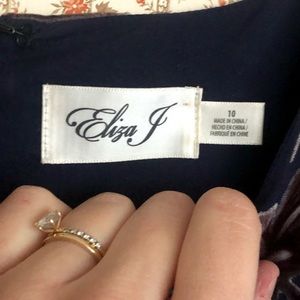 Eliza J
10
MADE IN CHINA/
HECHO EN CHINA/
FABRIQUÉ EN CHINE